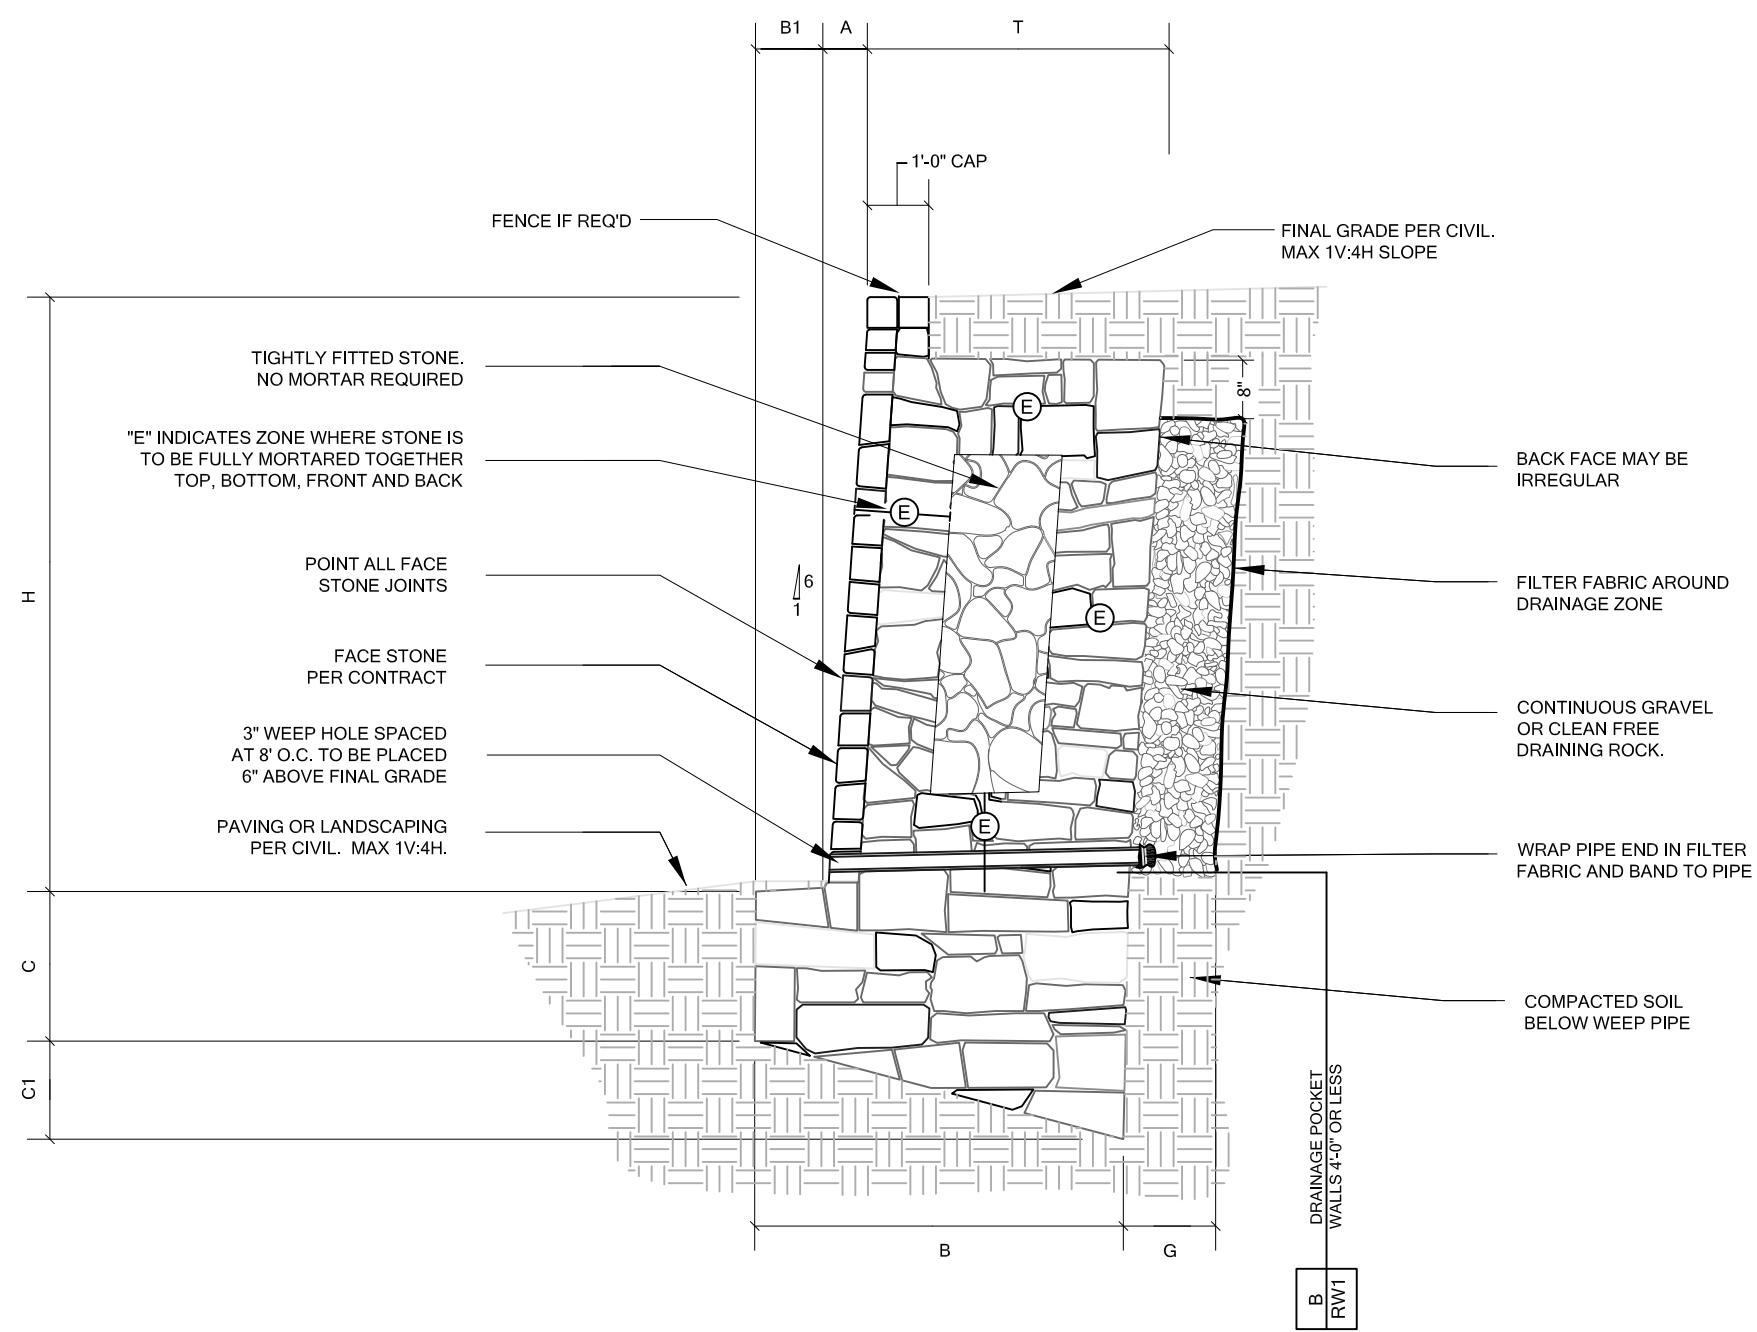 B1
A
T
1'-0" CAP
FENCE IF REQ'D
FINAL GRADE PER CIVIL.
MAX 1V:4H SLOPE
TIGHTLY FITTED STONE.
NO MORTAR REQUIRED
8"
E
"E" INDICATES ZONE WHERE STONE IS
TO BE FULLY MORTARED TOGETHER
TOP, BOTTOM, FRONT AND BACK
BACK FACE MAY BE
IRREGULAR
E
POINT ALL FACE
STONE JOINTS
6
1
FILTER FABRIC AROUND
DRAINAGE ZONE
H
E
FACE STONE
PER CONTRACT
CONTINUOUS GRAVEL
OR CLEAN FREE
DRAINING ROCK.
3" WEEP HOLE SPACED
AT 8' O.C. TO BE PLACED
6" ABOVE FINAL GRADE
PAVING OR LANDSCAPING
PER CIVIL.  MAX 1V:4H.
E
WRAP PIPE END IN FILTER
FABRIC AND BAND TO PIPE
C
COMPACTED SOIL
BELOW WEEP PIPE
C1
DRAINAGE POCKET
WALLS 4'-0" OR LESS
B
G
B
RW1